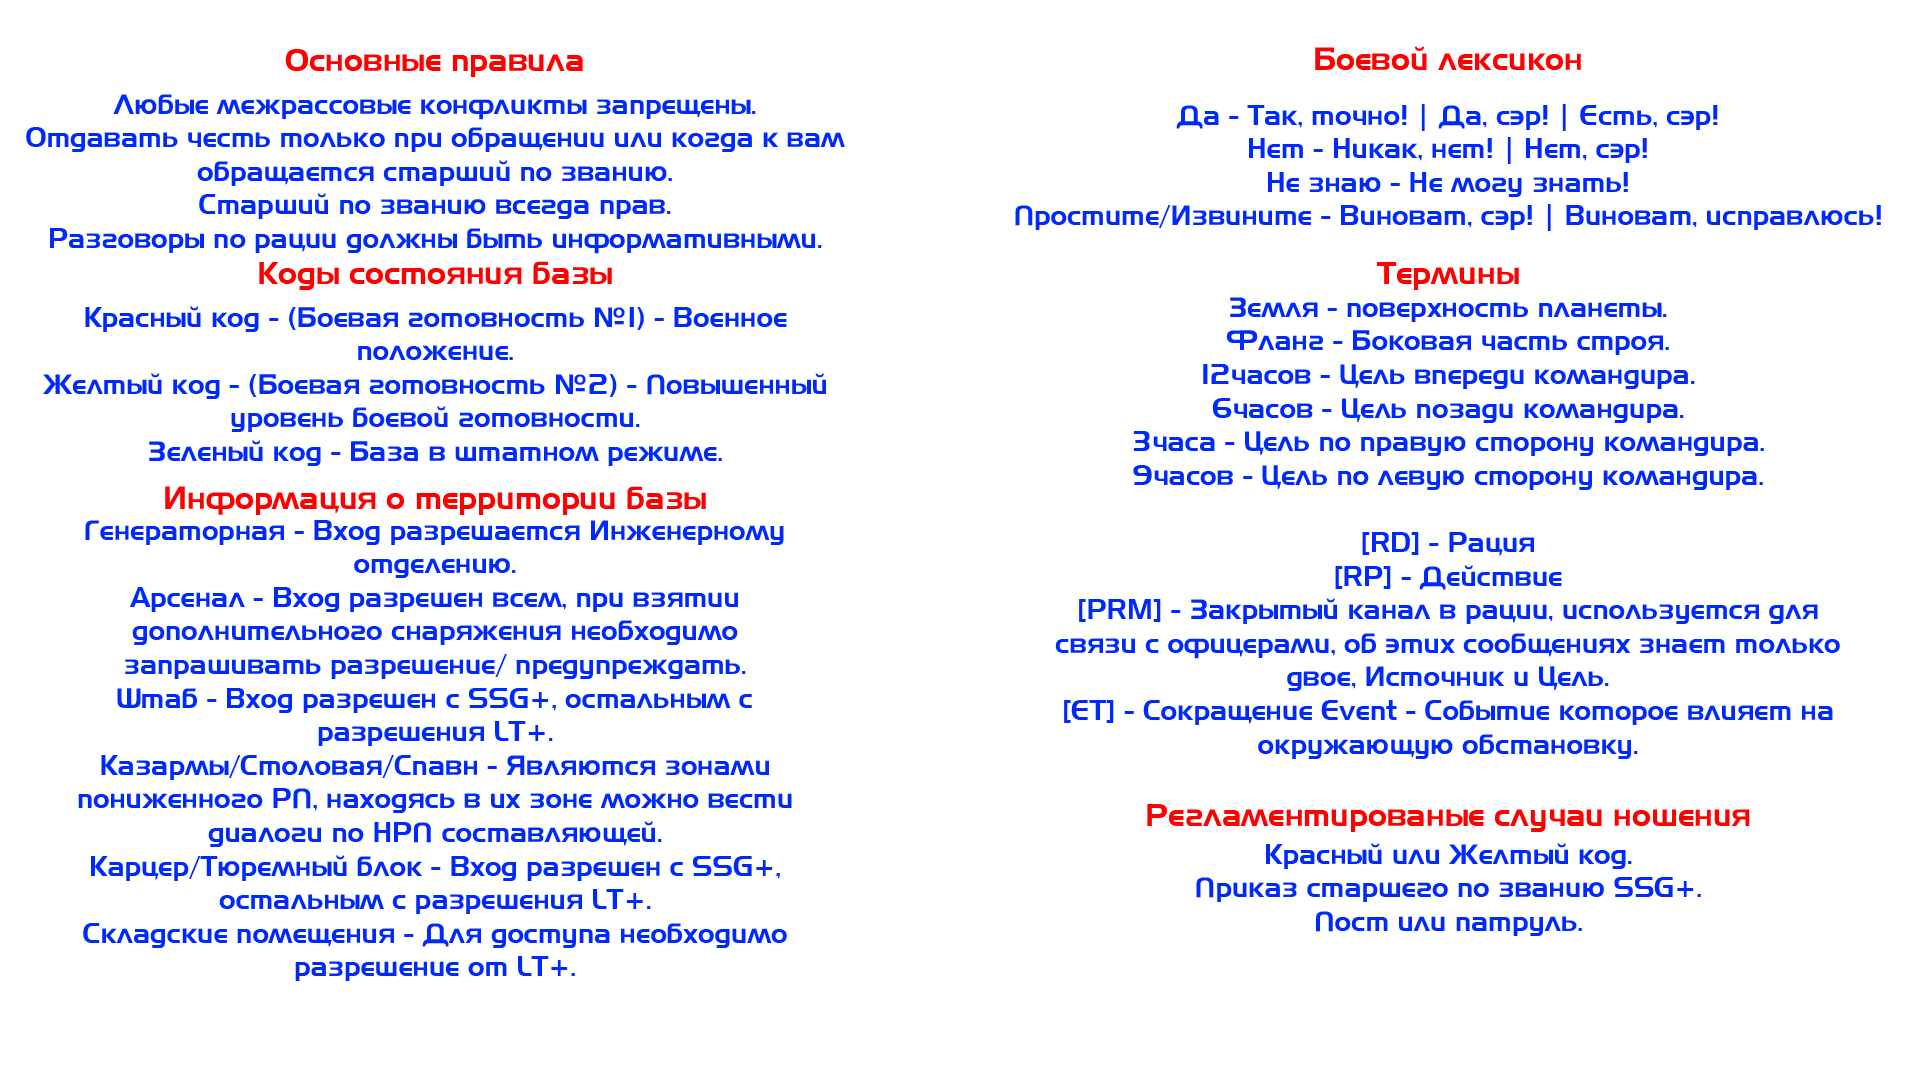 Основные правила
Любые межрассовые конфликты запрещены.
Отдавать честь только при обращении или когда к вам
обращается старший по званию.
Старший по званию всегда прав.
Разговоры по рации должны быть информативными.
Коды состояния базы
Красный код - (Боевая готовность №1) - Военное
положение.
Желтый код - (Боевая готовность №2) - Повышенный
уровень боевой готовности.
Зеленый код - База в штатном режиме.
Информация о территории базы
Генераторная - Вход разрешается Инженерному
отделению.
Арсенал - Вход разрешен всем, при взятии
дополнительного снаряжения необходимо
запрашивать разрешение/ предупреждать.
Штаб - Вход разрешен с SSG+, остальным с
разрешения LT+.
Казармы/Столовая/Спавн - Являются зонами
пониженного РП, находясь в их зоне можно вести
диалоги по НРП составляющей.
Карцер/Тюремный блок - Вход разрешен с SSG+,
остальным с разрешения LT+.
Складские помещения - Для доступа необходимо
разрешение от LT+.
Боевой лексикон
Да - Так, точно! | Да, сэр! | Есть, сэр!
Нет - Никак, нет! | Нет, сэр!
Не знаю - Не могу знать!
Простите/Извините - Виноват, сэр! | Виноват, исправлюсь!
Термины
Земля - поверхность планеты.
Фланг - Боковая часть строя.
12часов - Цель впереди командира.
6часов - Цель позади командира.
3часа - Цель по правую сторону командира.
9часов - Цель по левую сторону командира.
[RD] - Рация
[RP] - Действие
[PRM] - Закрытый канал в рации, используется для
связи с офицерами, об этих сообщениях знает только
двое, Источник и Цель.
[ET] - Сокращение Event - Событие которое влияет на
окружающую обстановку.
Регламентированые случаи ношения
Красный или Желтый код.
Приказ старшего по званию SSG+.
Пост или патруль.